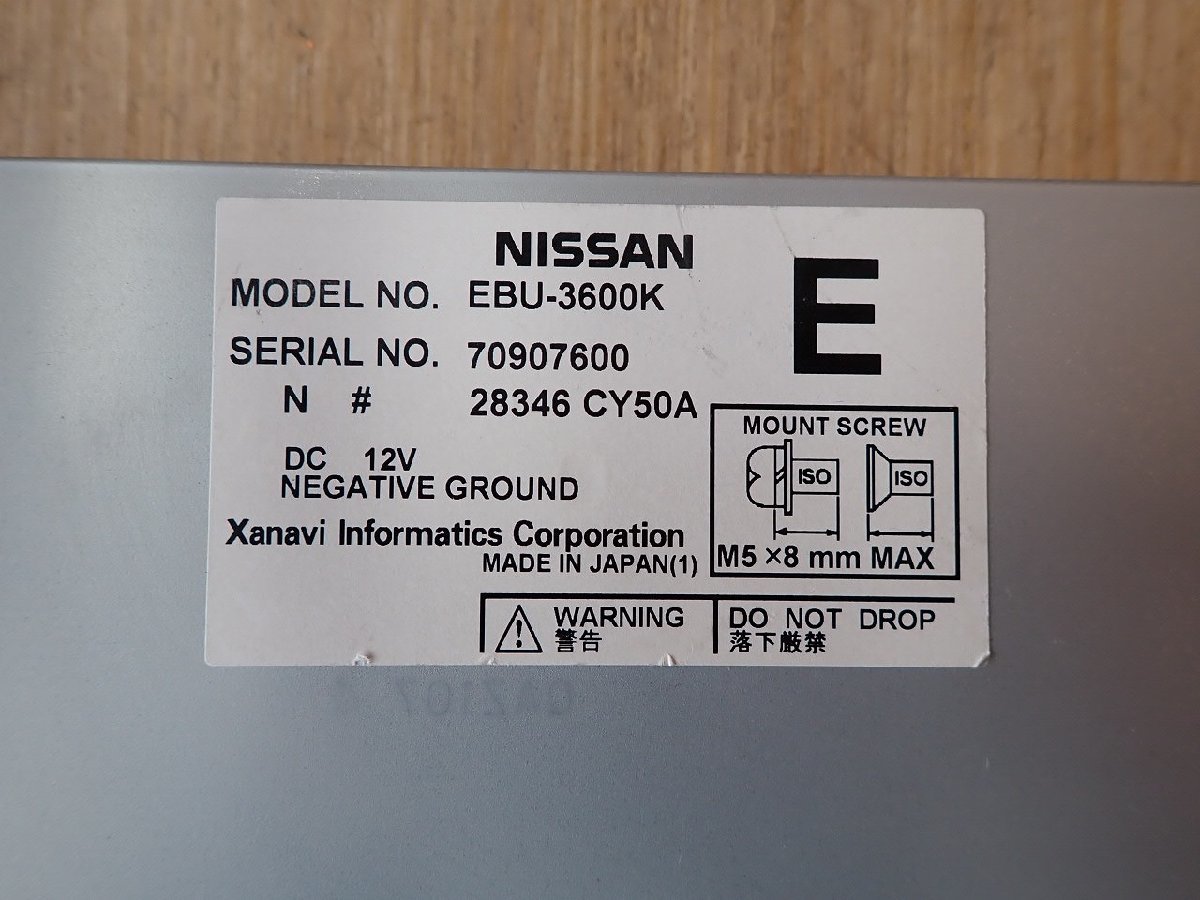 NISSAN
E
MODEL NO. EBU-3600K
SERIAL NO. 70907600
N # 28346 CY50A
DC 12V
NEGATIVE GROUND
Xanavi Informatics Corporation
MADE IN JAPAN(1)
MOUNT SCREW
ISO ISO
M5 ×8 mm MAX
WARNING
警告
DO NOT DROP
落下厳禁